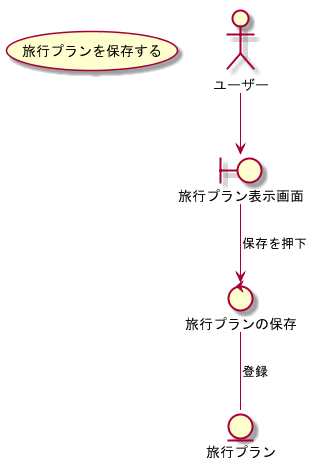 旅行プランを保存する
ユーザー
旅行プラン表示画面
保存を押下
旅行プランの保存
登録
旅行プラン